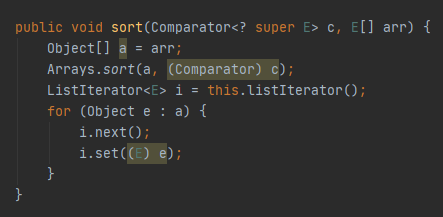 public void sort(Comparator<? super E> c, E[] arr) {
    Object[] a = arr;
    Arrays.sort(a, (Comparator) c);
    ListIterator<E> i = this.listIterator();
    for (Object e : a) {
        i.next();
        i.set((E) e);
    }
}